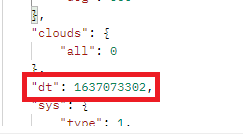 },
"clouds": {
"all": 0
},
"dt": 1637073302,
"sys": {
"type": 1,